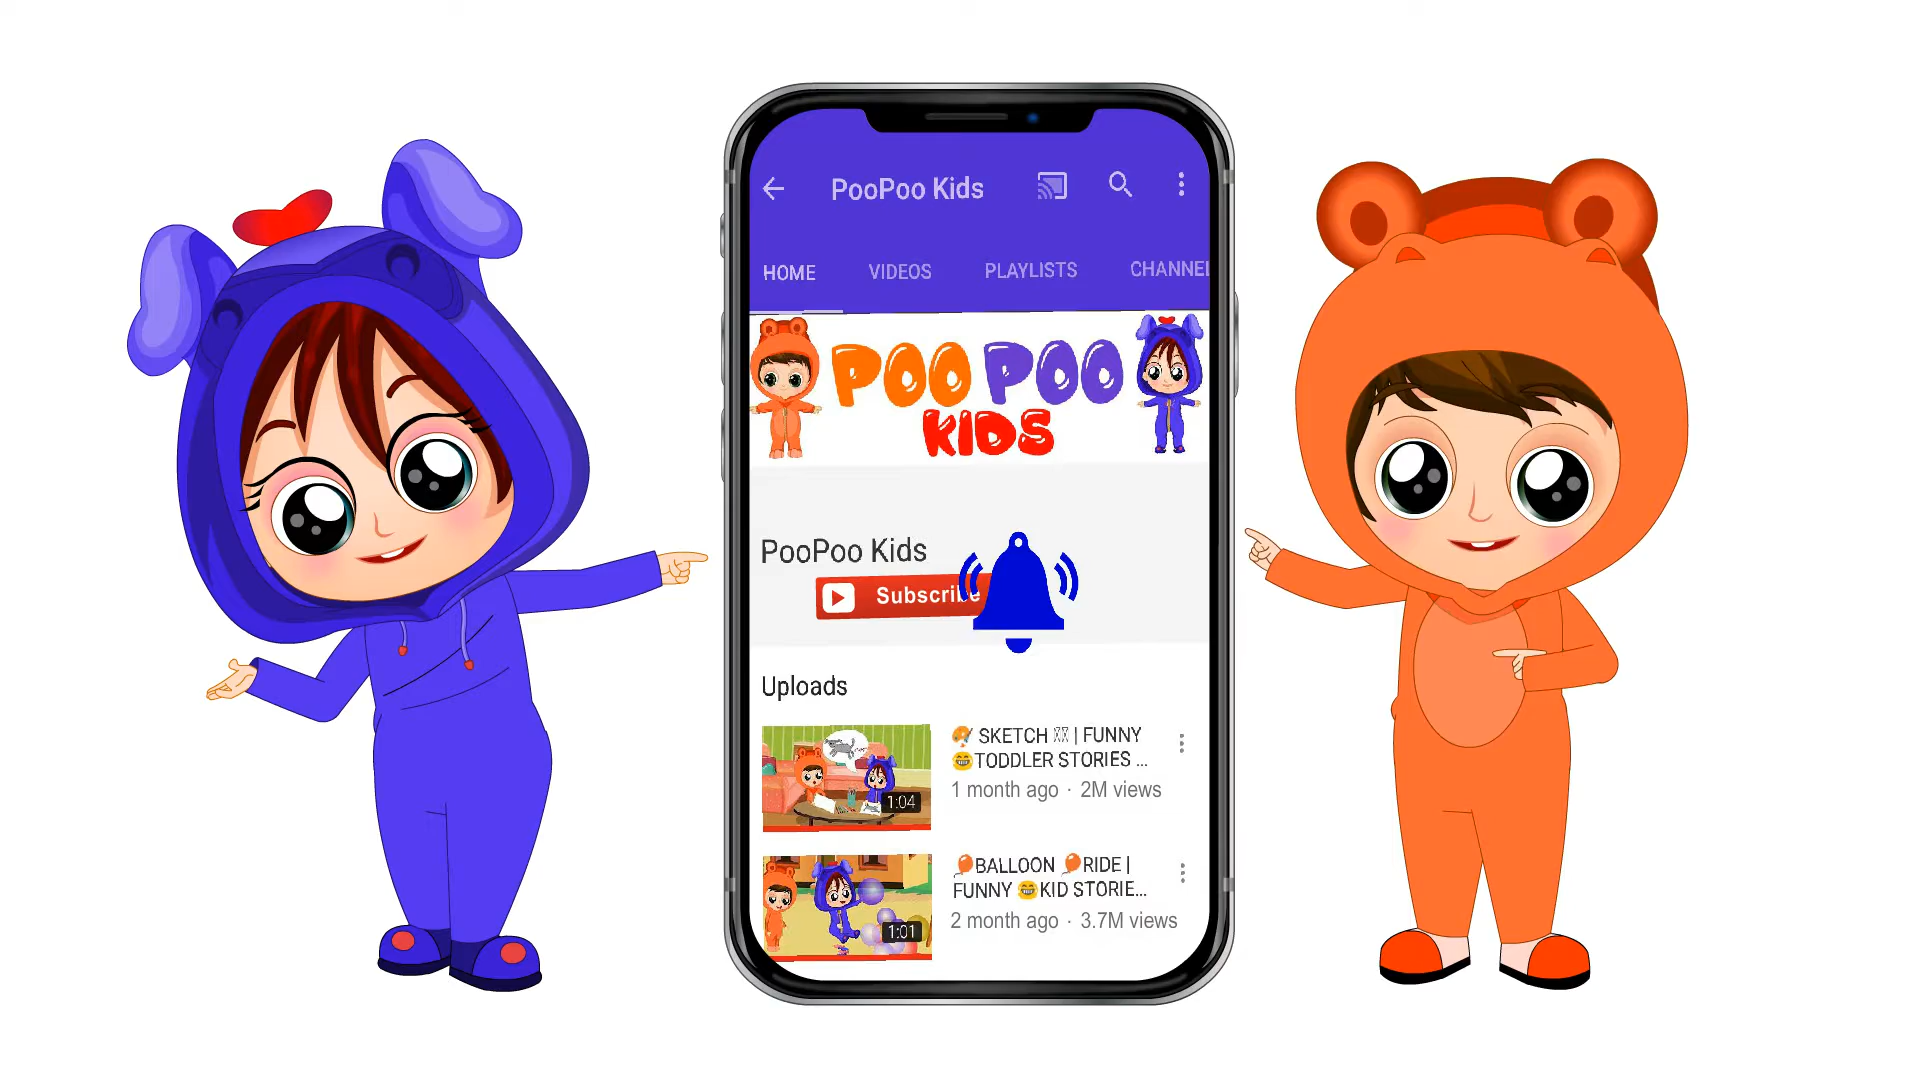 PooPoo Kids
HOME VIDEOS PLAYLISTS CHANNEL
POO POO
KIDS
PooPoo Kids
Subscribe
Uploads
🎨 SKETCH | FUNNY
😂TODDLER STORIES ...
1 month ago · 2M views
1:04
🎈BALLOON 🎈RIDE |
FUNNY 😂KID STORIE...
2 month ago · 3.7M views
1:01